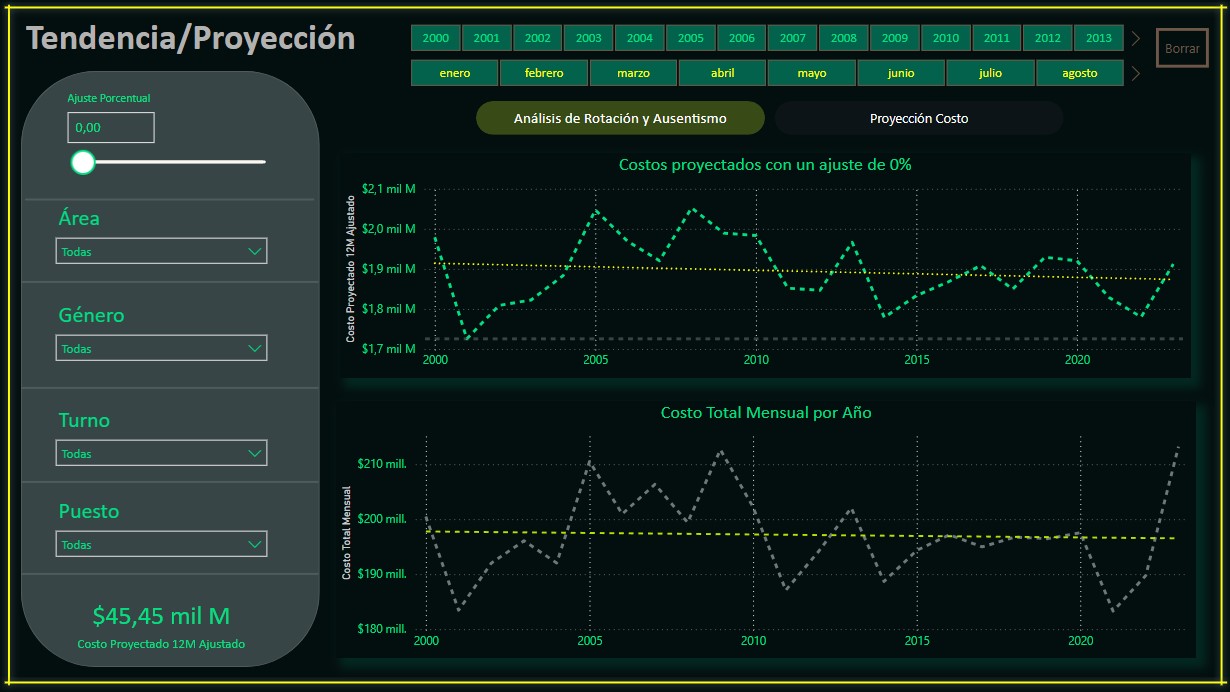 Tendencia/Proyección
2000 2001 2002 2003 2004 2005 2006 2007 2008 2009 2010 2011 2012 2013
Borrar
enero febrero marzo abril mayo junio julio agosto
Análisis de Rotación y Ausentismo
Proyección Costo
Ajuste Porcentual
0,00
Área
Todas
Género
Todas
Turno
Todas
Puesto
Todas
$45,45 mil M
Costo Proyectado 12M Ajustado
Costos proyectados con un ajuste de 0%
Costo Proyectado 12M Ajustado
$2,1 mil M
$2,0 mil M
$1,9 mil M
$1,8 mil M
$1,7 mil M
2000 2005 2010 2015 2020
Costo Total Mensual por Año
Costo Total Mensual
$210 mill.
$200 mill.
$190 mill.
$180 mill.
2000 2005 2010 2015 2020